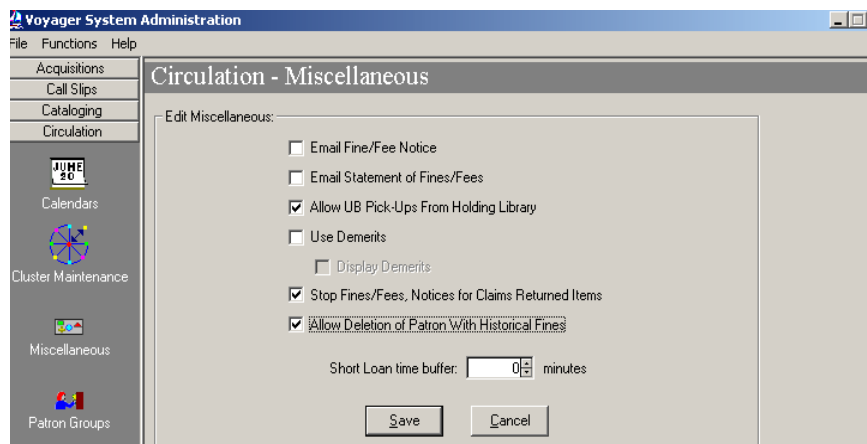 Voyager System Administration
File Functions Help
Acquisitions
Call Slips
Cataloging
Circulation
JUNE
20
Calendars
Cluster Maintenance
Miscellaneous
Patron Groups
Circulation - Miscellaneous
Edit Miscellaneous:
Email Fine/Fee Notice
Email Statement of Fines/Fees
Allow UB Pick-Ups From Holding Library
Use Demerits
Display Demerits
Stop Fines/Fees, Notices for Claims Returned Items
Allow Deletion of Patron With Historical Fines
Short Loan time buffer: 0 minutes
Save Cancel